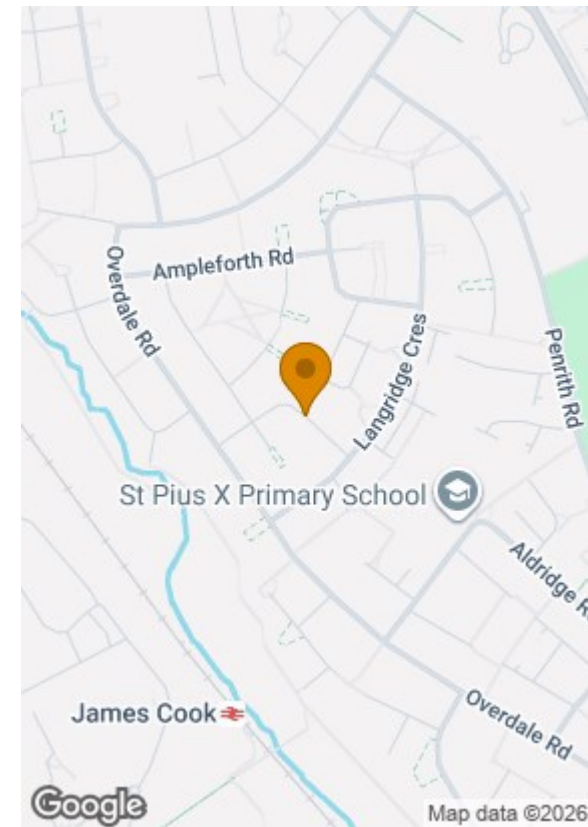 Ampleforth Rd
Overdale Rd
Langridge Cres
Penrith Rd
St Pius X Primary School
Aldridge R
James Cook
Overdale Rd
Google
Map data ©2026